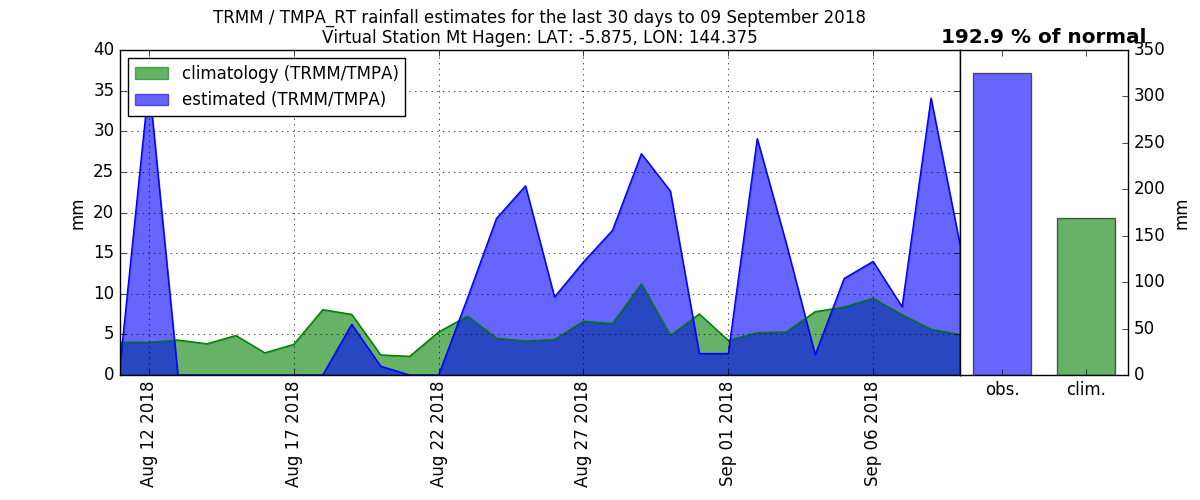 TRMM / TMPA_RT rainfall estimates for the last 30 days to 09 September 2018
Virtual Station Mt Hagen: LAT: -5.875, LON: 144.375
192.9 % of normal
climatology (TRMM/TMPA)
estimated (TRMM/TMPA)
40
35
30
25
20
15
10
5
0
mm
Aug 12 2018
Aug 17 2018
Aug 22 2018
Aug 27 2018
Sep 01 2018
Sep 06 2018
obs.
clim.
350
300
250
200
150
100
50
0
mm